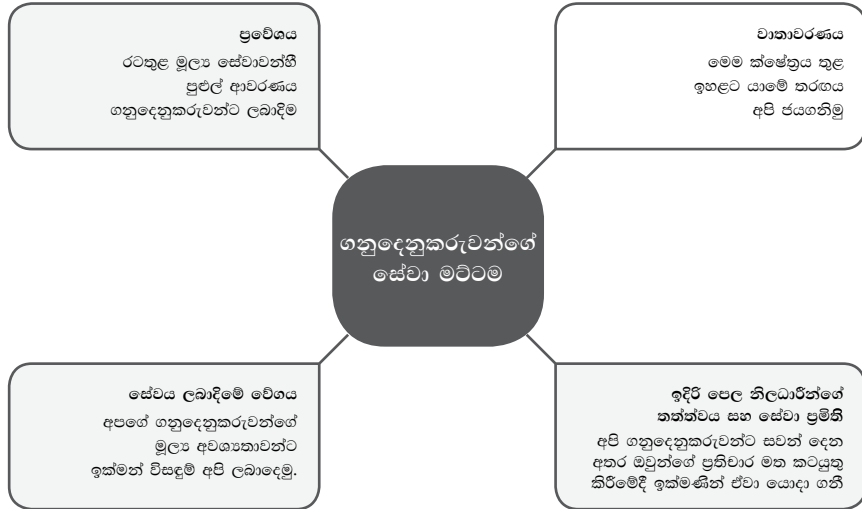 ප්‍රවේශය
රටතුළ මූල්‍ය සේවාවන්හී
පුළුල් ආවරණය
ගනුදෙනුකරුවන්ට ලබාදිම
වාතාවරණය
මෙම ක්ෂේත්‍රය තුළ
ඉහළට යාමේ තරඟය
අපි ජයගනිමු
ගනුදෙනුකරුවන්ගේ
සේවා මට්ටම
සේවය ලබාදිමේ වේගය
අපගේ ගනුදෙනුකරුවන්ගේ
මූල්‍ය අවශ්‍යතාවන්ට
ඉක්මන් විසඳුම් අපි ලබාදෙමු.
ඉදිරි පෙල නිලධාරීන්ගේ
තත්ත්වය සහ සේවා ප්‍රමිති
අපි ගනුදෙනුකරුවන්ට සවන් දෙන
අතර ඔවුන්ගේ ප්‍රතිචාර මත කටයුතු
කිරීමේදී ඉක්මණින් ඒවා යොදා ගනී